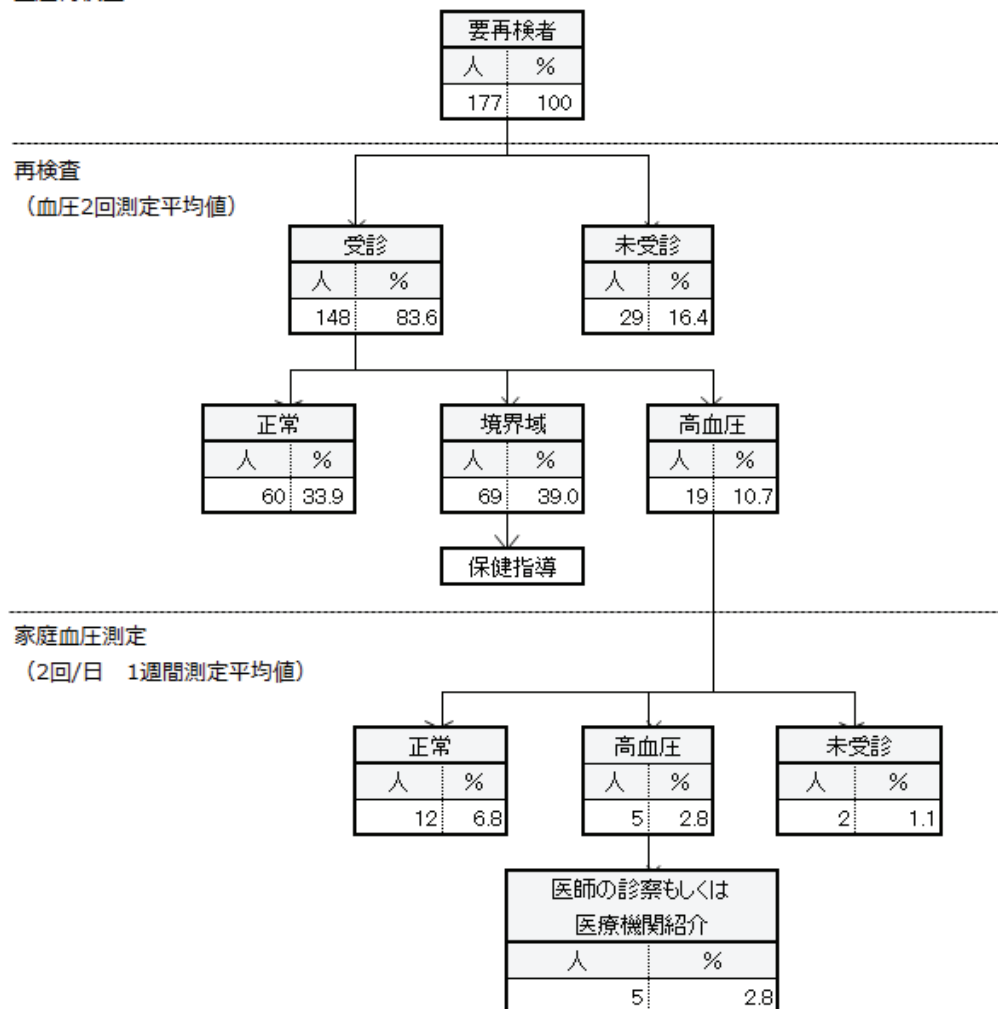 要再検者
人 %
177 100
再検査
（血圧2回測定平均値）
受診 未受診
人 % 人 %
148 83.6 29 16.4
正常 境界域 高血圧
人 % 人 % 人 %
60 33.9 69 39.0 19 10.7
保健指導
家庭血圧測定
（2回/日　1週間測定平均値）
正常 高血圧 未受診
人 % 人 % 人 %
12 6.8 5 2.8 2 1.1
医師の診察もしくは
医療機関紹介
人 %
5 2.8